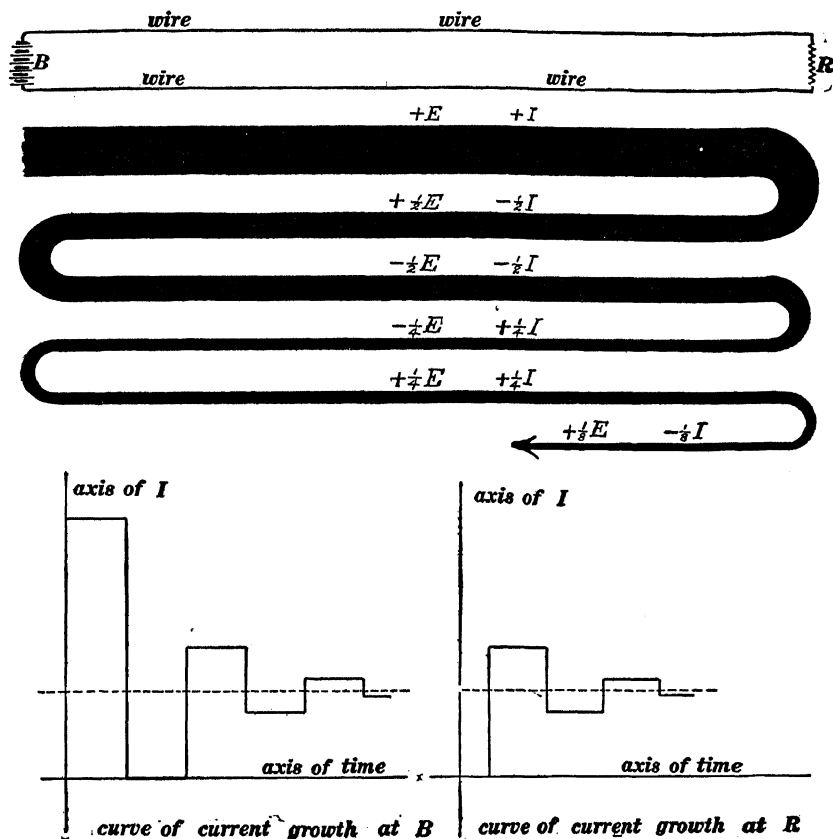 wire wire
B R
wire wire
+E +I
+½E −½I
−½E −½I
−¼E +¼I
+¼E +¼I
+⅛E −⅛I
axis of I axis of I
axis of time × axis of time
curve of current growth at B curve of current growth at R